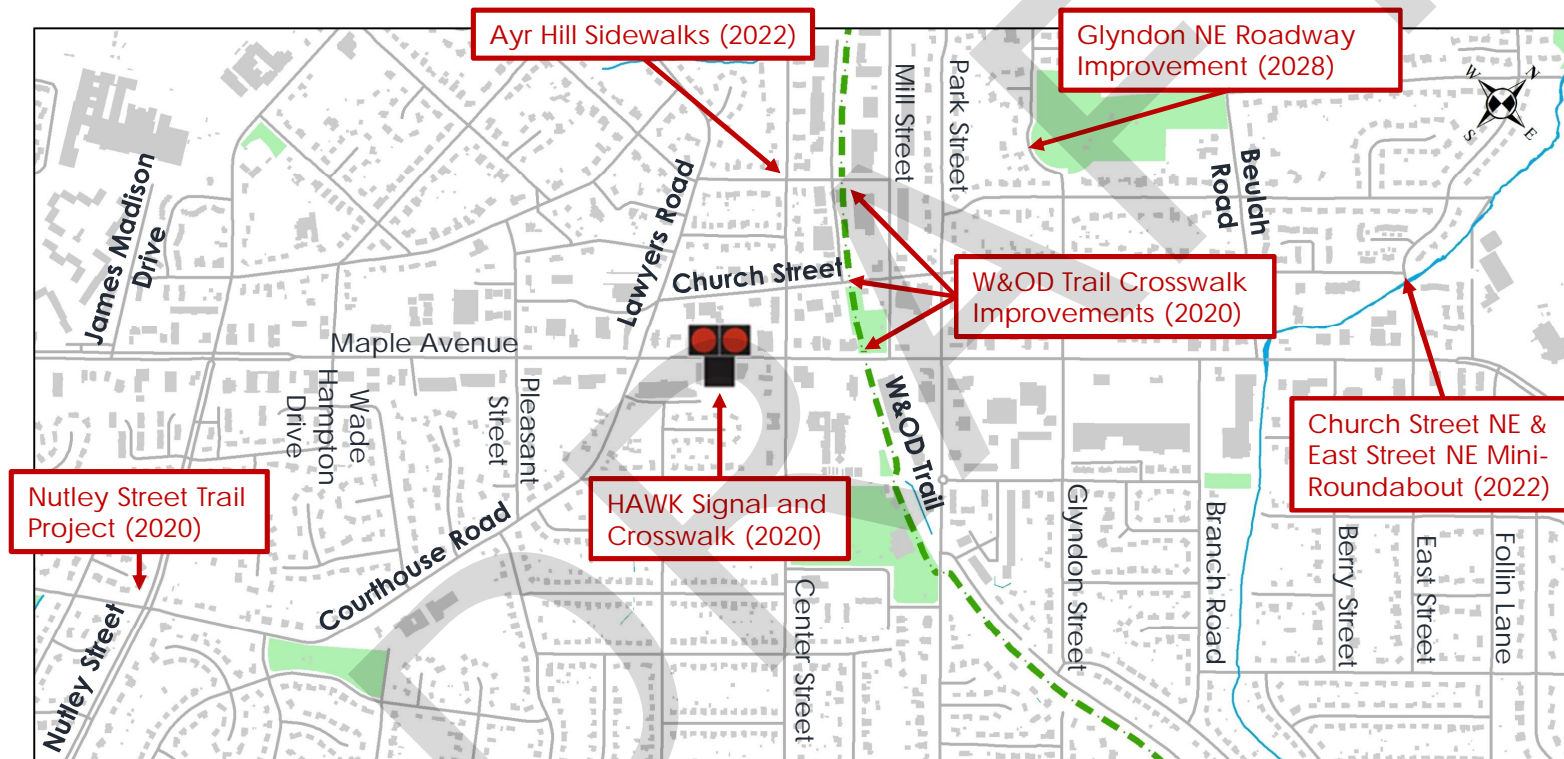 Ayr Hill Sidewalks (2022)
Glyndon NE Roadway
Improvement (2028)
W
N
S
E
Mill Street
Park Street
James Madison
Drive
Lawyers Road
Beulah
Road
Church Street
W&OD Trail Crosswalk
Improvements (2020)
Maple Avenue
Wade
Hampton
Drive
Pleasant
Street
W&OD Trail
Church Street NE &
East Street NE Mini-
Roundabout (2022)
Nutley Street Trail
Project (2020)
HAWK Signal and
Crosswalk (2020)
Courthouse Road
Nutley Street
Center Street
Glyndon Street
Branch Road
Berry Street
East Street
Follin Lane
DRAFT